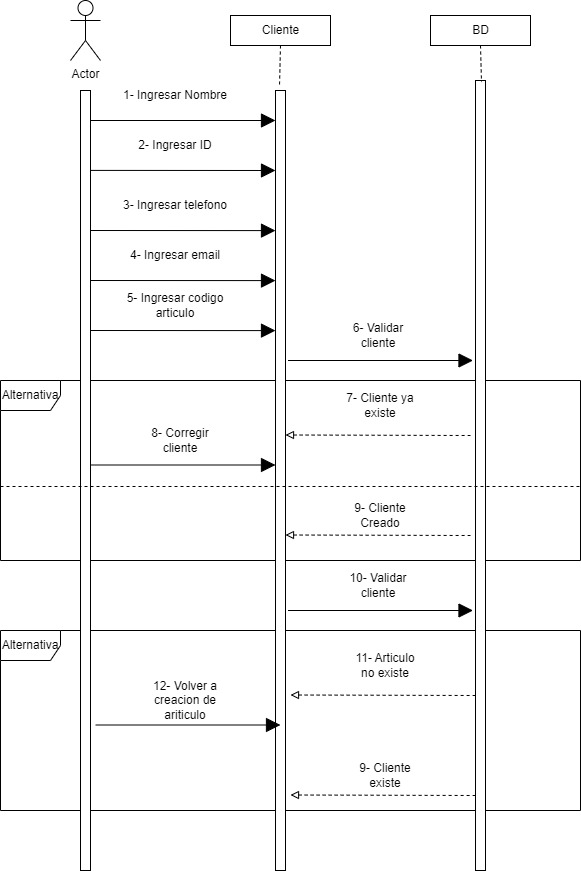 Cliente
BD
Actor
1- Ingresar Nombre
2- Ingresar ID
3- Ingresar telefono
4- Ingresar email
5- Ingresar codigo
articulo
6- Validar
cliente
Alternativa
7- Cliente ya
existe
8- Corregir
cliente
9- Cliente
Creado
10- Validar
cliente
Alternativa
11- Articulo
no existe
12- Volver a
creacion de
ariticulo
9- Cliente
existe